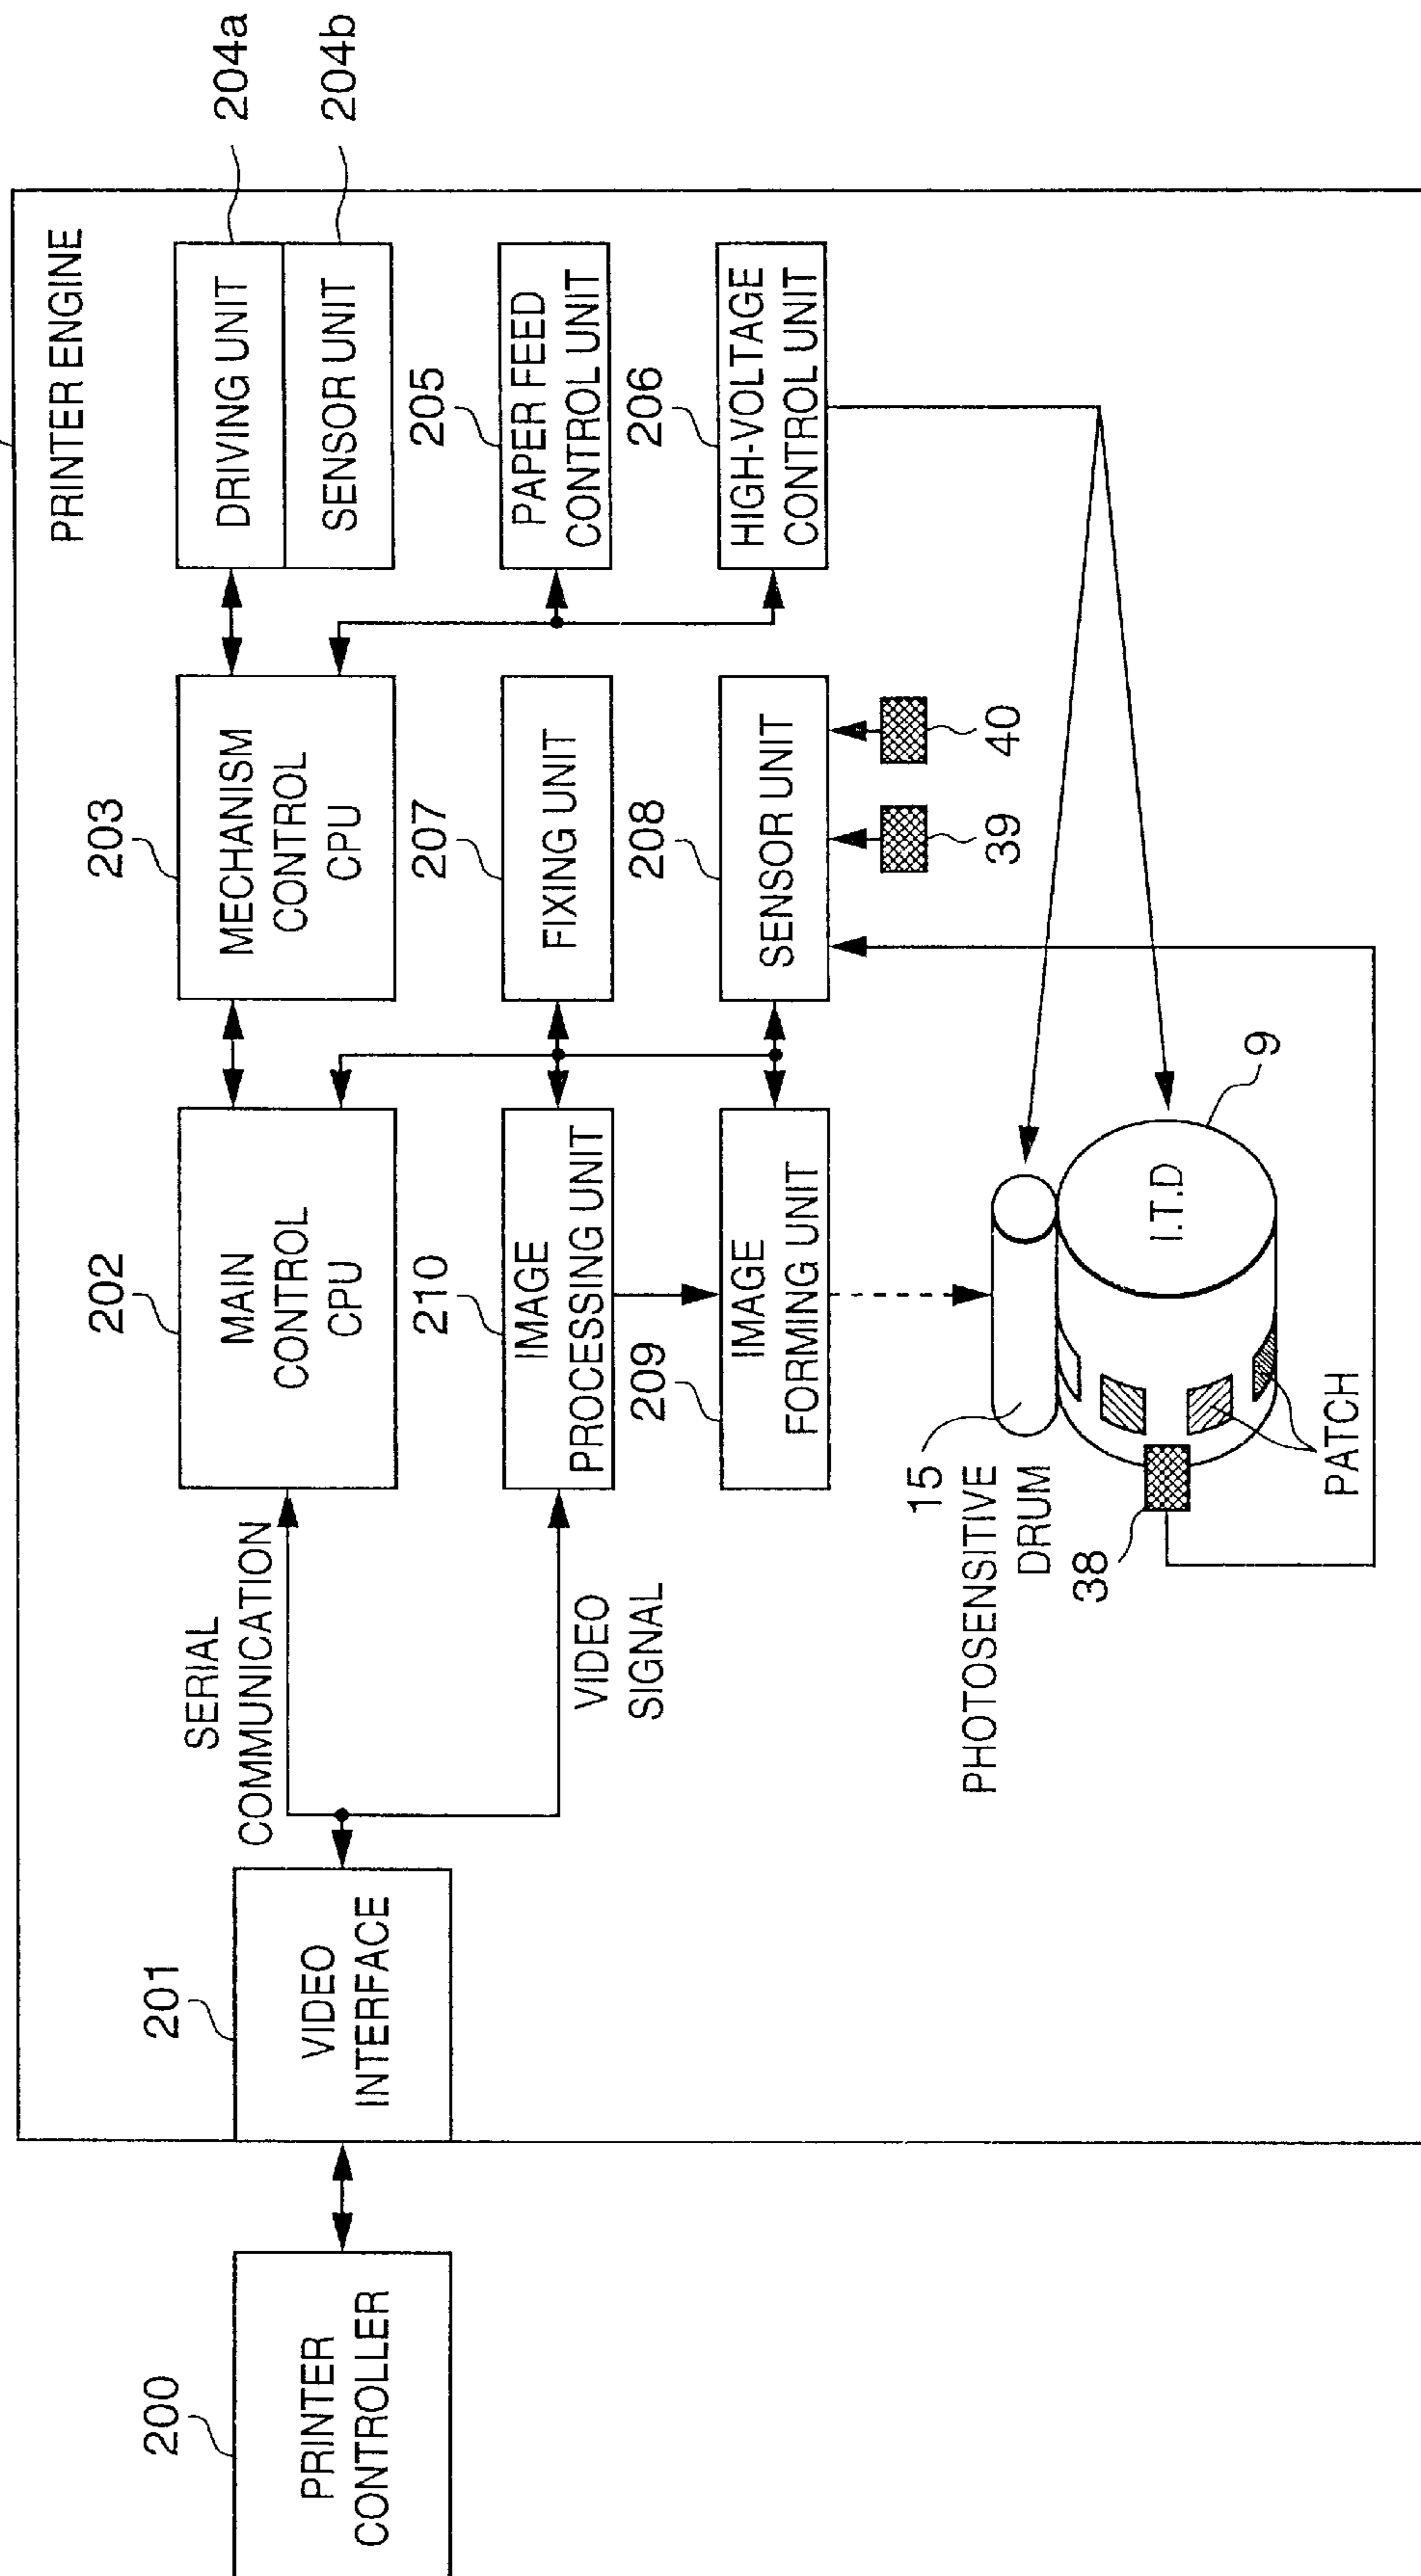 PRINTER ENGINE
200
PRINTER
CONTROLLER
201
VIDEO
INTERFACE
SERIAL
COMMUNICATION
VIDEO
SIGNAL
202
MAIN
CONTROL
CPU
203
MECHANISM
CONTROL
CPU
DRIVING UNIT
204a
SENSOR UNIT
204b
210
IMAGE
PROCESSING UNIT
207
FIXING UNIT
205
PAPER FEED
CONTROL UNIT
209
IMAGE
FORMING UNIT
208
SENSOR UNIT
206
HIGH-VOLTAGE
CONTROL UNIT
39
40
15
PHOTOSENSITIVE
DRUM
38
I.T.D
9
PATCH